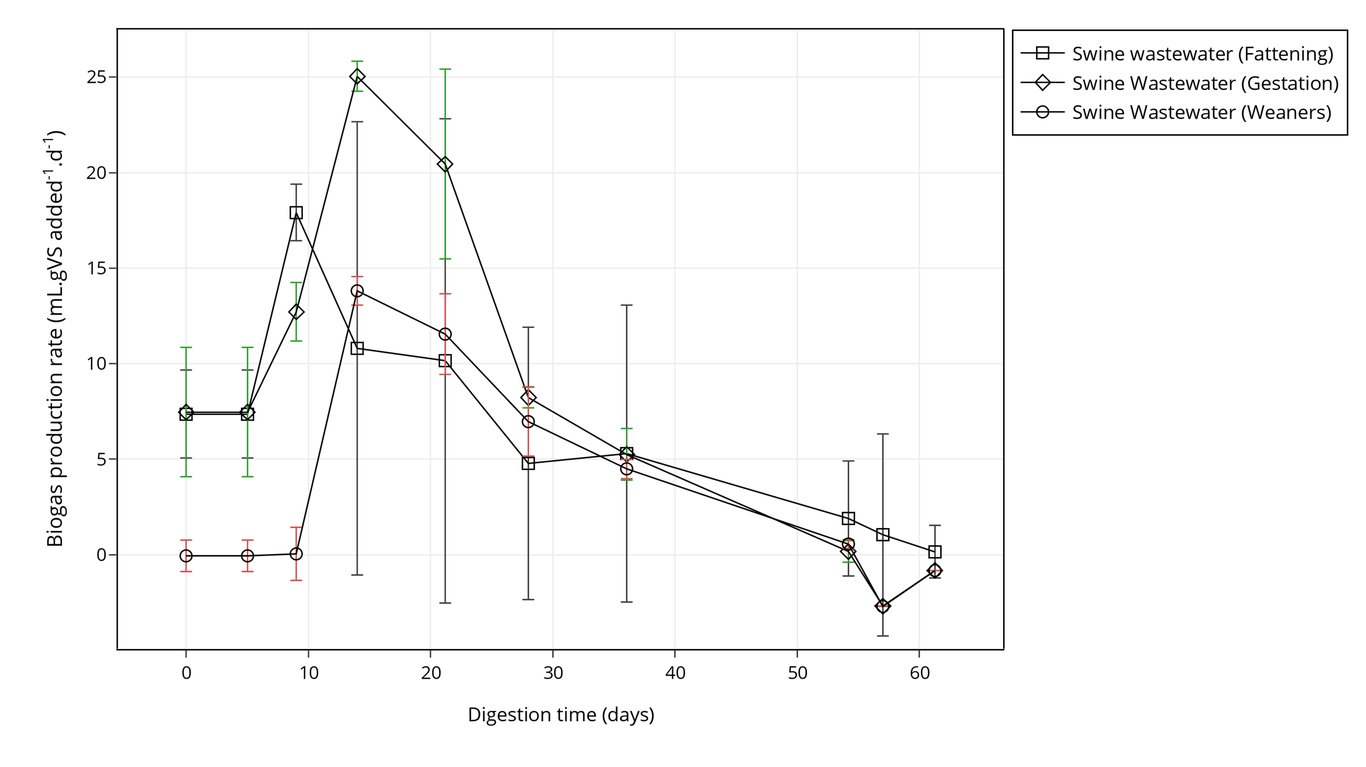 25
20
15
10
5
0
Biogas production rate (mL.gVS added⁻¹.d⁻¹)
0 10 20 30 40 50 60
Digestion time (days)
Swine wastewater (Fattening)
Swine Wastewater (Gestation)
Swine Wastewater (Weaners)